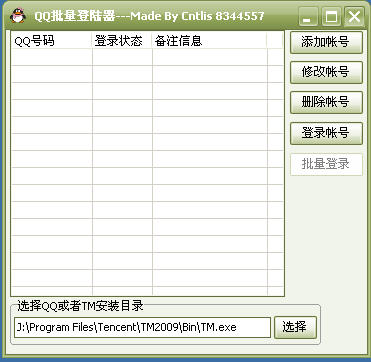 QQ批量登陆器---Made By Cntlis 8344557
QQ号码 登录状态 备注信息
添加帐号
修改帐号
删除帐号
登录帐号
批量登录
选择QQ或者TM安装目录
J:\Program Files\Tencent\TM2009\Bin\TM.exe 选择